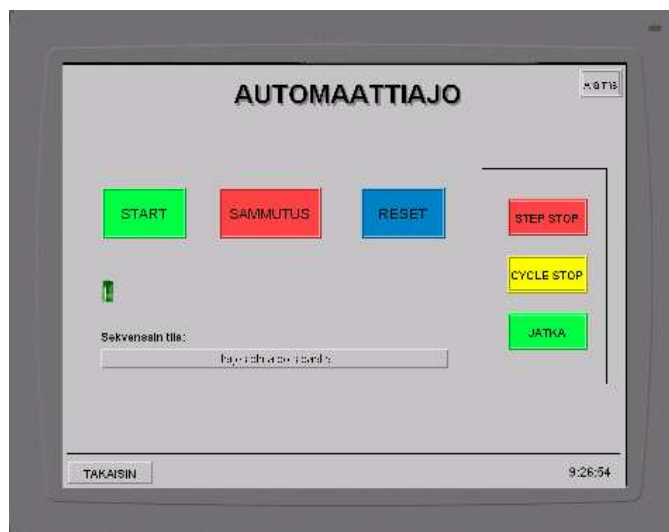 AUTOMAATTIAJO
START
SAMMUTUS
RESET
STEP STOP
CYCLE STOP
JATKA
Sekvenssin tila:
TAKAISIN
9:26:54